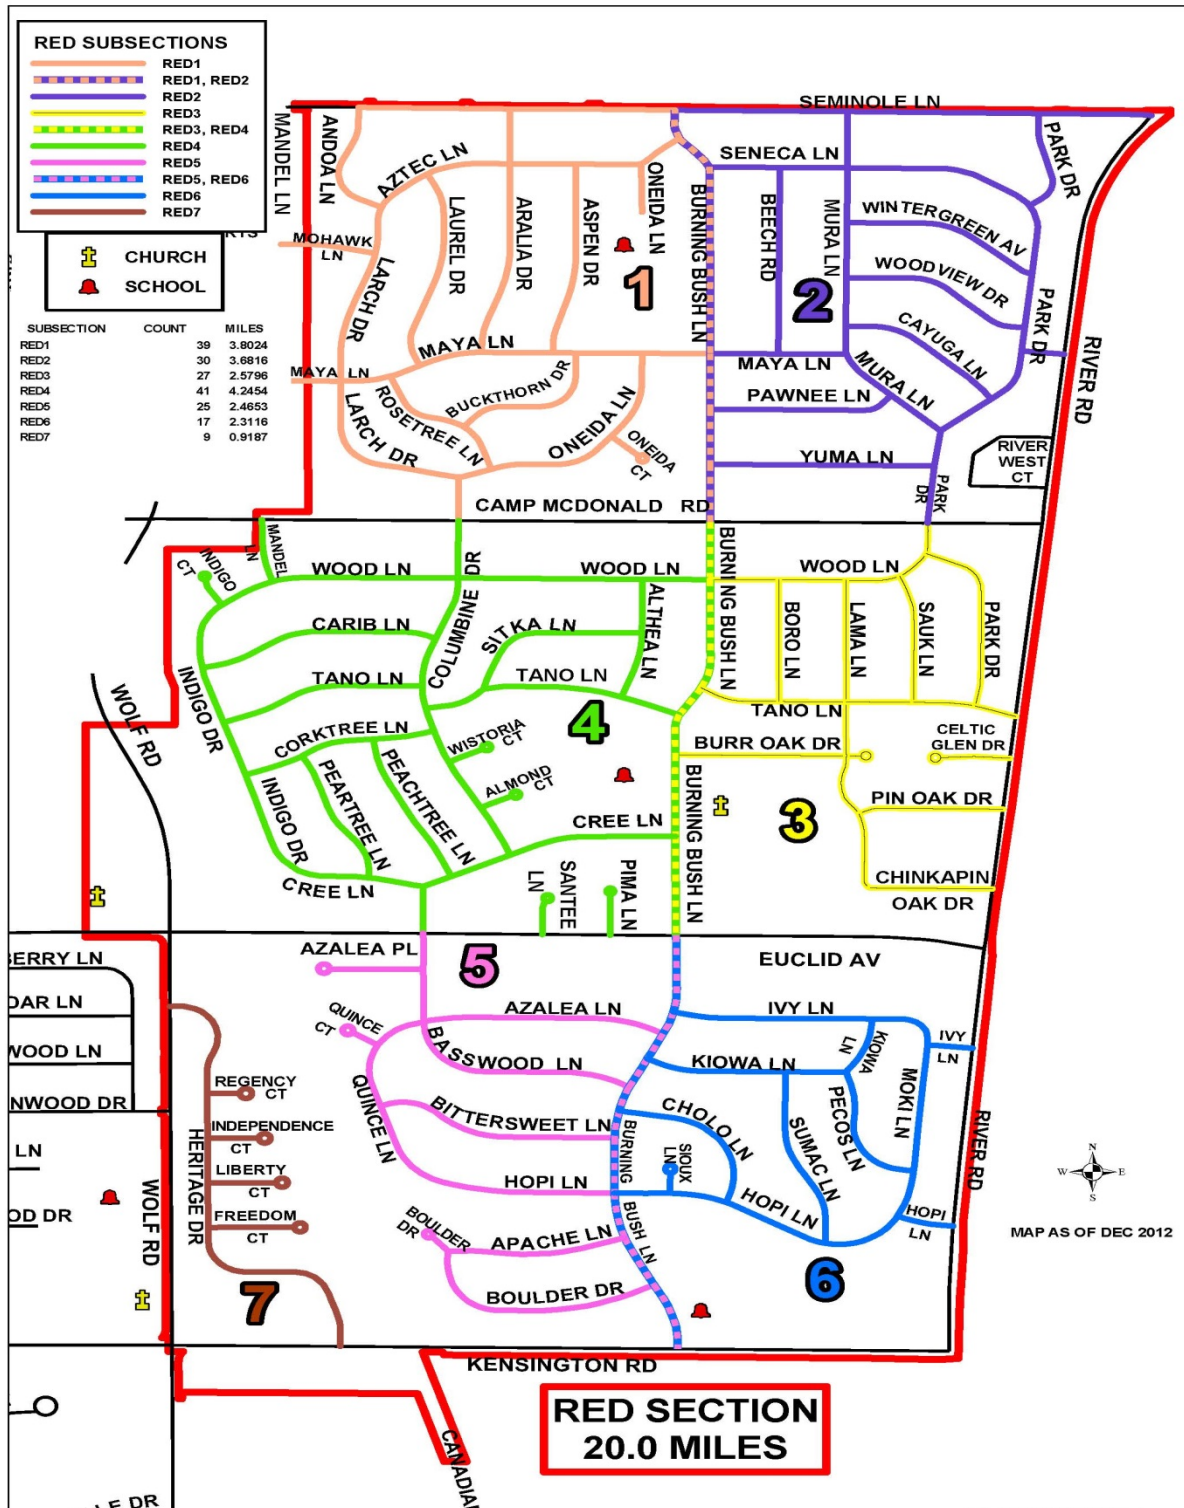 RED SUBSECTIONS
RED1
RED1, RED2
RED2
RED3
RED3, RED4
RED4
RED5
RED5, RED6
RED6
RED7
CHURCH
SCHOOL
SUBSECTION COUNT MILES
RED1 39 3.8024
RED2 30 3.6816
RED3 27 2.5796
RED4 41 4.2454
RED5 25 2.4653
RED6 17 2.3116
RED7 9 0.9187
SEMINOLE LN
MANDEL LN
ANDOA LN
AZTEC LN
MOHAWK
LN
LARCH DR
LAUREL DR
ARALIA DR
ASPEN DR
ONEIDA LN
1
BURNING BUSH LN
SENECA LN
BEECH RD
MURA LN
2
WINTERGREEN AV
WOODVIEW DR
CAYUGA LN
PARK DR
PARK DR
RIVER RD
MAYA LN
MAYA LN
MAYA LN
LARCH DR
ROSETREE LN
BUCKTHORN DR
ONEIDA LN
ONEIDA
CT
PAWNEE LN
MURA LN
YUMA LN
PARK
DR
RIVER
WEST
CT
CAMP MCDONALD RD
MANDEL
LN
INDIGO
CT
WOOD LN
WOOD LN
WOOD LN
COLUMBINE DR
CARIB LN
SITKA LN
ALTHEA LN
BURNING BUSH LN
BORO LN
LAMA LN
SAUK LN
PARK DR
TANO LN
TANO LN
TANO LN
INDIGO DR
CORKTREE LN
WISTORIA
CT
ALMOND
CT
4
BURR OAK DR
CELTIC
GLEN DR
PIN OAK DR
3
CHINKAPIN
OAK DR
WOLF RD
INDIGO DR
PEARTREE LN
PEACHTREE LN
CREE LN
CREE LN
SANTEE
LN
PIMA LN
BURNING BUSH LN
AZALEA PL
5
EUCLID AV
BERRY LN
DAR LN
WOOD LN
NWOOD DR
LN
OD DR
QUINCE
CT
AZALEA LN
BASSWOOD LN
IVY LN
IVY
LN
KIOWA LN
KIOWA
LN
MOKI LN
REGENCY
CT
INDEPENDENCE
CT
LIBERTY
CT
FREEDOM
CT
HERITAGE DR
WOLF RD
QUINCE LN
BITTERSWEET LN
HOPI LN
BURNING
BUSH LN
CHOLO LN
SIOUX
LN
SUMAC LN
PECOS LN
HOPI LN
HOPI
LN
RIVER RD
BOULDER
DR
APACHE LN
BOULDER DR
6
7
N
W E
S
MAP AS OF DEC 2012
KENSINGTON RD
RED SECTION
20.0 MILES
CANADIA
LE DR